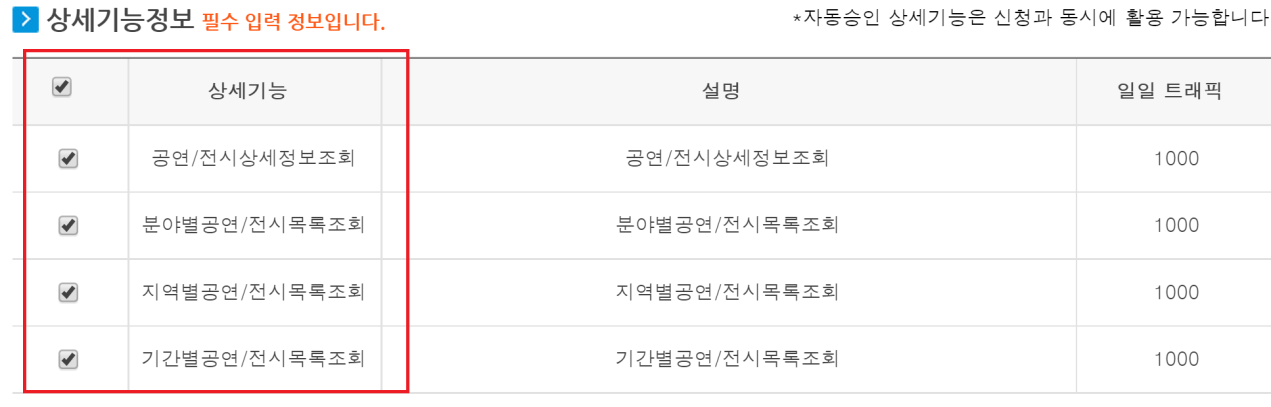 상세기능정보 필수 입력 정보입니다.
*자동승인 상세기능은 신청과 동시에 활용 가능합니다
상세기능 설명 일일 트래픽
공연/전시상세정보조회 공연/전시상세정보조회 1000
분야별공연/전시목록조회 분야별공연/전시목록조회 1000
지역별공연/전시목록조회 지역별공연/전시목록조회 1000
기간별공연/전시목록조회 기간별공연/전시목록조회 1000